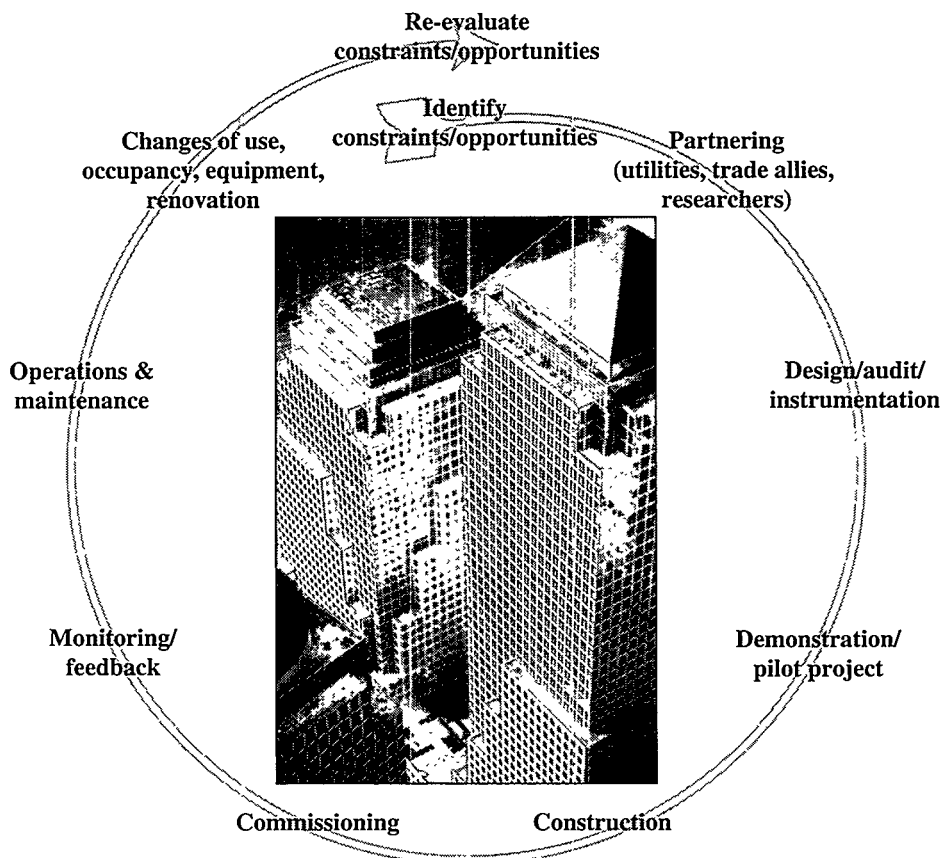 Re-evaluate
constraints/opportunities
Identify
constraints/opportunities
Partnering
(utilities, trade allies,
researchers)
Design/audit/
instrumentation
Demonstration/
pilot project
Construction
Commissioning
Monitoring/
feedback
Operations &
maintenance
Changes of use,
occupancy, equipment,
renovation